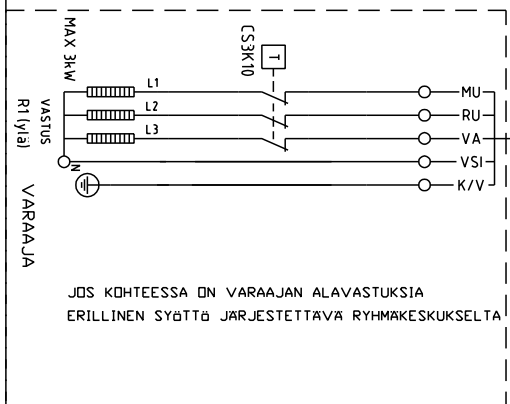 MAX 3kW
VASTUS
R1 (ylä)
VARAAJA
CS3K10
T
L1
L2
L3
N
MU
RU
VA
VSI
K/V
JOS KOHTEESSA ON VARAAJAN ALAVASTUKSIA
ERILLINEN SYöTTö JÄRJESTETTÄVÄ RYHMÄKESKUKSELTA